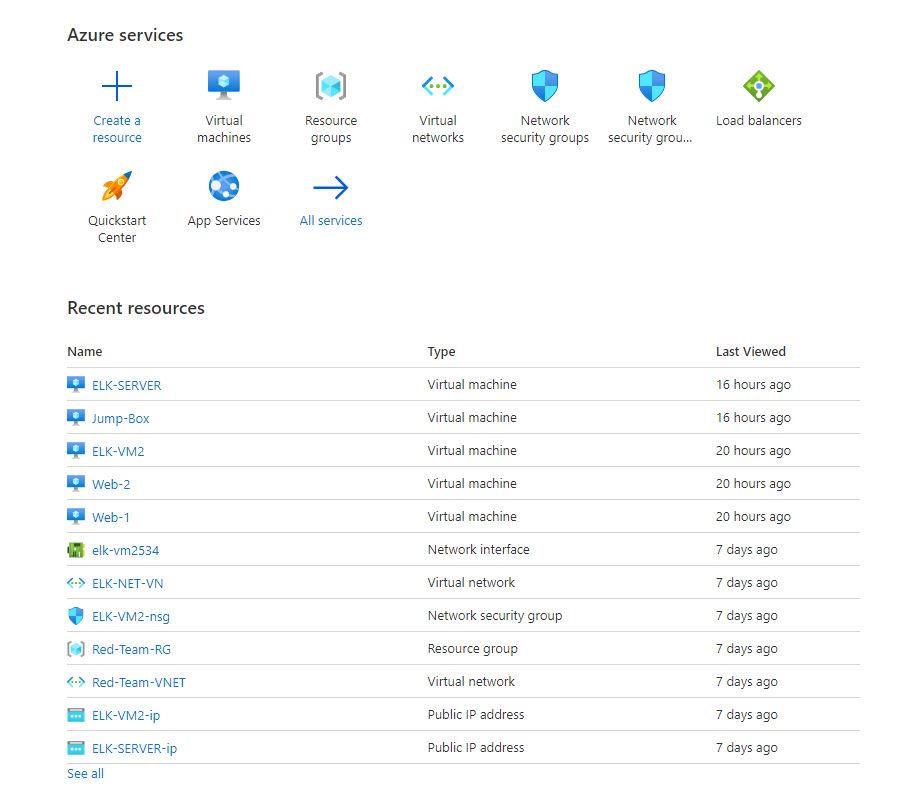 Azure services
Create a
resource
Virtual
machines
Resource
groups
Virtual
networks
Network
security groups
Network
security grou...
Load balancers
Quickstart
Center
App Services
All services
Recent resources
Name Type Last Viewed
ELK-SERVER Virtual machine 16 hours ago
Jump-Box Virtual machine 16 hours ago
ELK-VM2 Virtual machine 20 hours ago
Web-2 Virtual machine 20 hours ago
Web-1 Virtual machine 20 hours ago
elk-vm2534 Network interface 7 days ago
ELK-NET-VN Virtual network 7 days ago
ELK-VM2-nsg Network security group 7 days ago
Red-Team-RG Resource group 7 days ago
Red-Team-VNET Virtual network 7 days ago
ELK-VM2-ip Public IP address 7 days ago
ELK-SERVER-ip Public IP address 7 days ago
See all